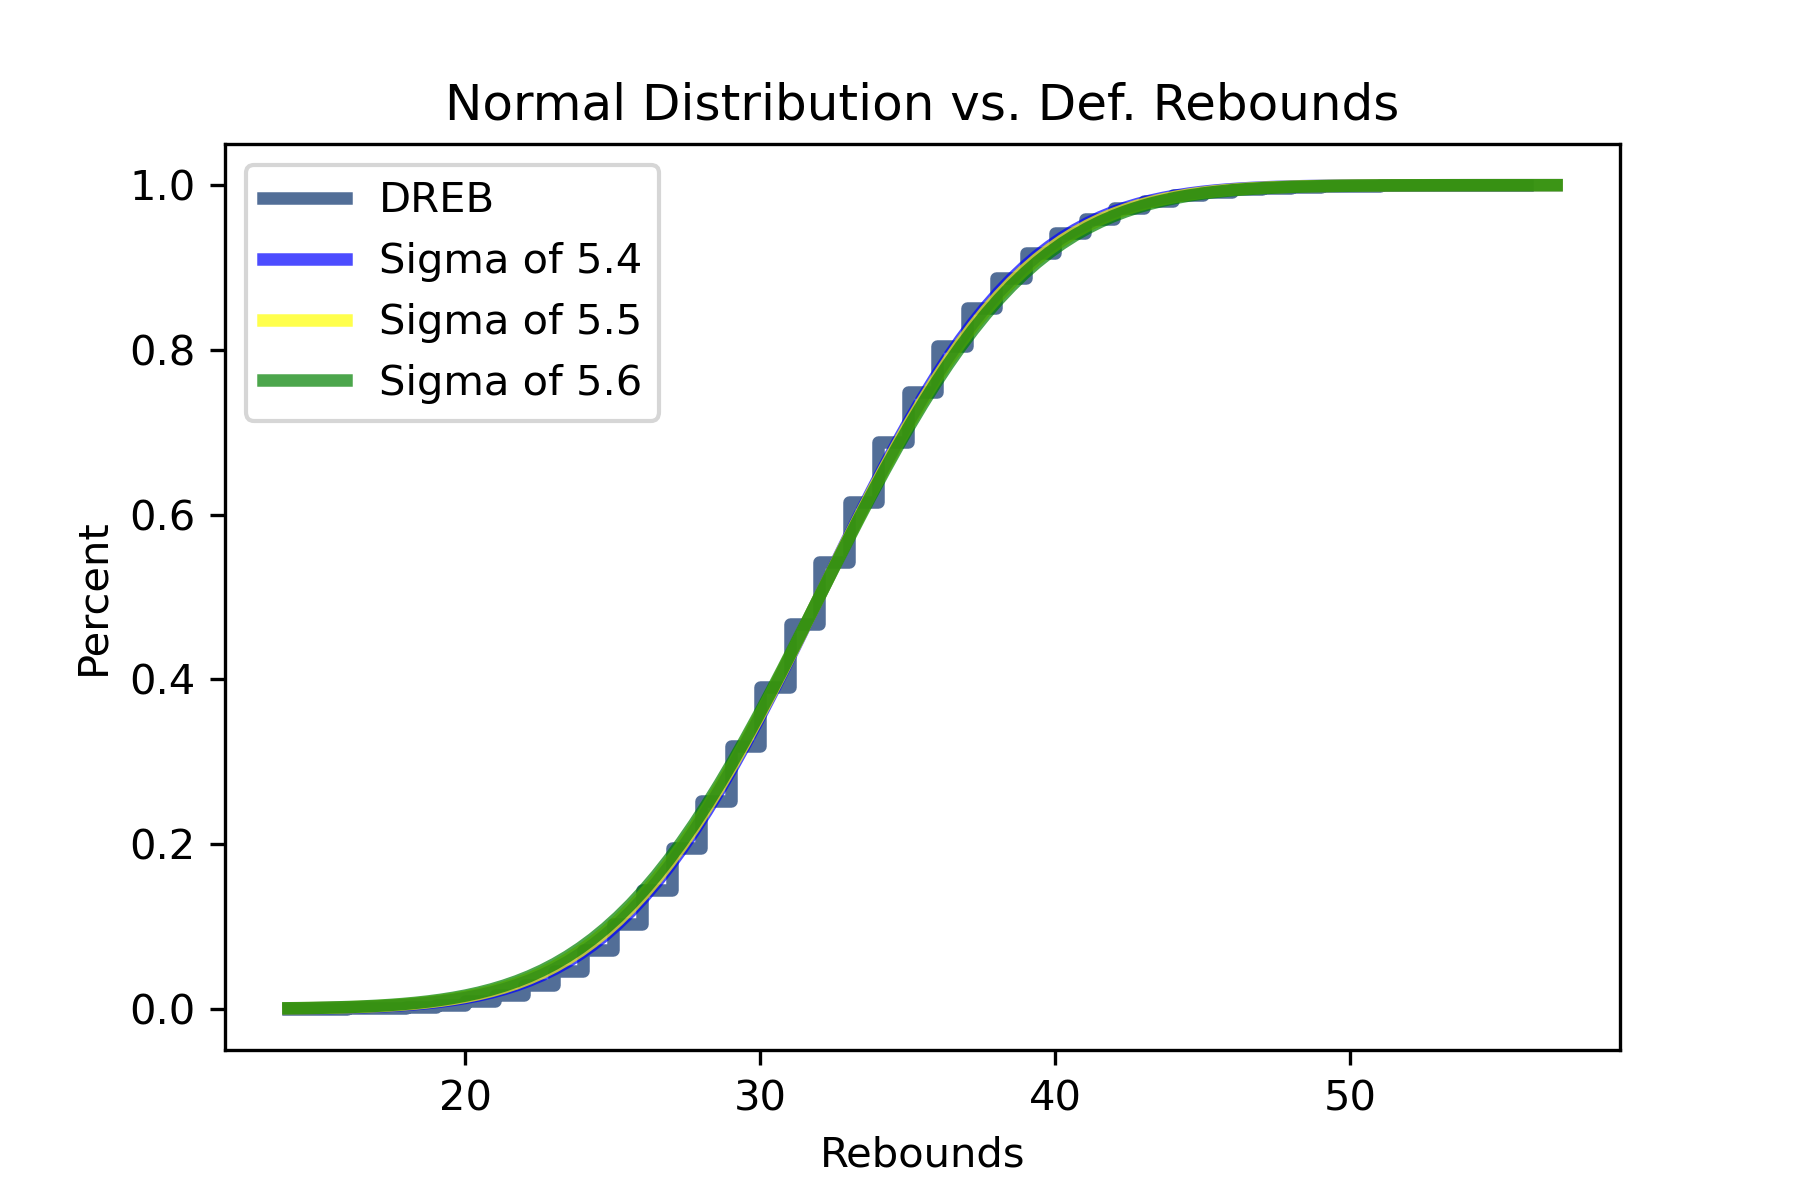 Normal Distribution vs. Def. Rebounds
1.0
0.8
0.6
0.4
0.2
0.0
Percent
DREB
Sigma of 5.4
Sigma of 5.5
Sigma of 5.6
20 30 40 50
Rebounds